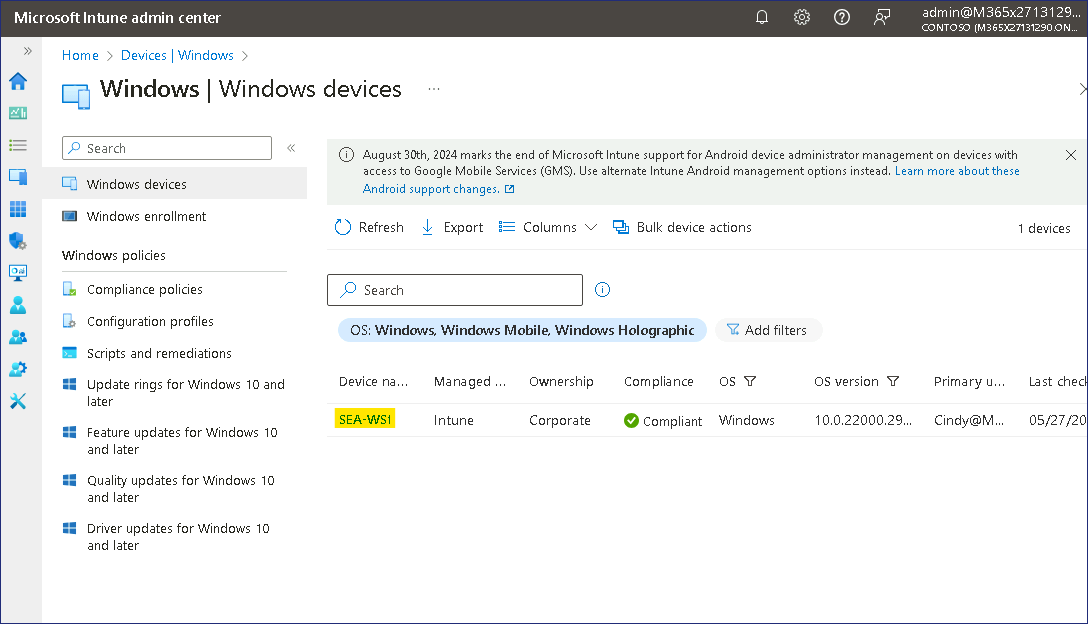 Microsoft Intune admin center
admin@M365x2713129...
CONTOSO (M365X27131290.ON...
Home > Devices | Windows >
Windows | Windows devices ...
Search
Windows devices
Windows enrollment
Windows policies
Compliance policies
Configuration profiles
Scripts and remediations
Update rings for Windows 10 and
later
Feature updates for Windows 10
and later
Quality updates for Windows 10
and later
Driver updates for Windows 10
and later
August 30th, 2024 marks the end of Microsoft Intune support for Android device administrator management on devices with
access to Google Mobile Services (GMS). Use alternate Intune Android management options instead. Learn more about these
Android support changes.
Refresh Export Columns Bulk device actions 1 devices
Search
OS: Windows, Windows Mobile, Windows Holographic Add filters
Device na... Managed ... Ownership Compliance OS OS version Primary u... Last chec
SEA-WS1 Intune Corporate Compliant Windows 10.0.22000.29... Cindy@M... 05/27/20